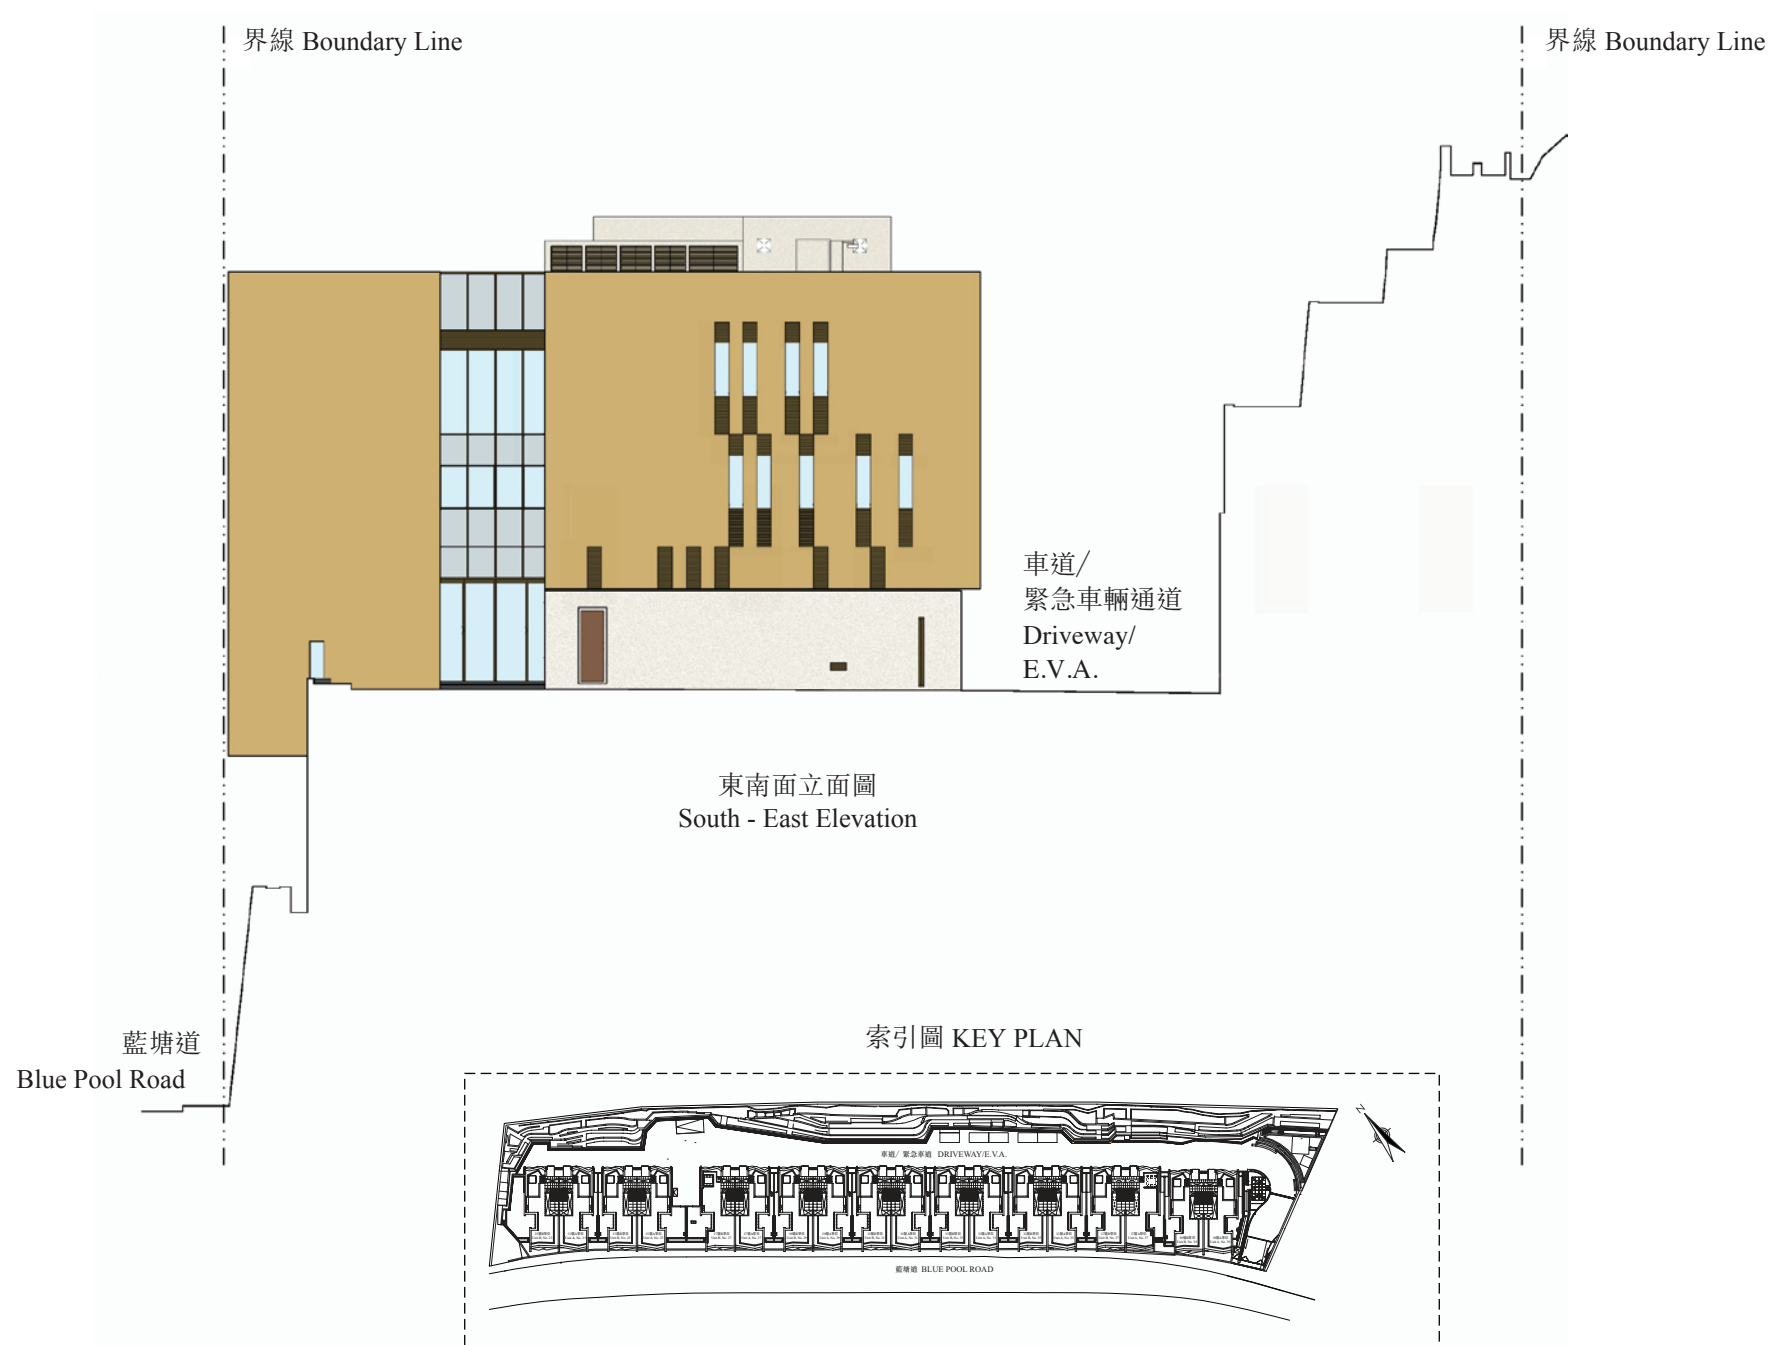 界線 Boundary Line
界線 Boundary Line
車道/
緊急車輛通道
Driveway/
E.V.A.
東南面立面圖
South - East Elevation
藍塘道
Blue Pool Road
索引圖 KEY PLAN
車道/ 緊急車道 DRIVEWAY/E.V.A.
藍塘道 BLUE POOL ROAD